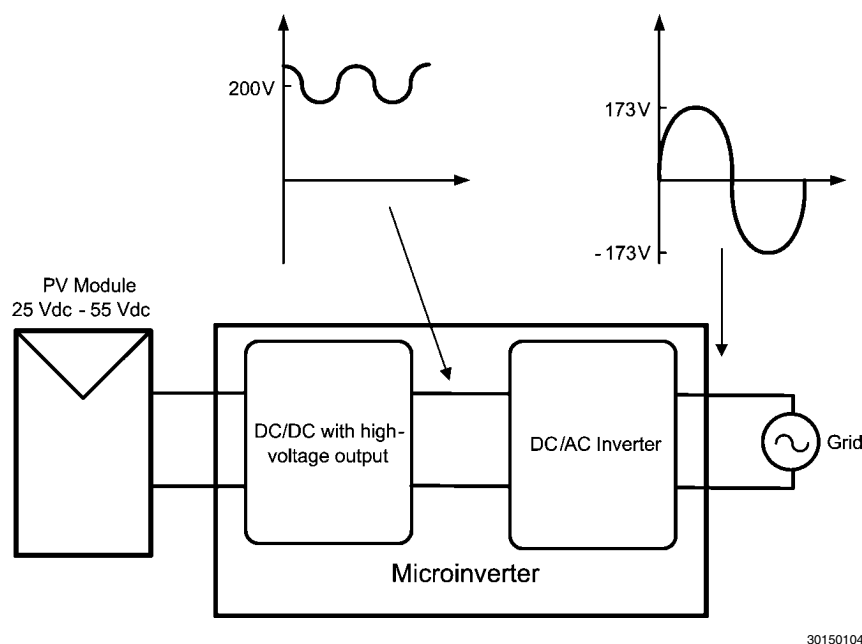 200V
173V
- 173V
PV Module
25 Vdc - 55 Vdc
DC/DC with high-
voltage output
DC/AC Inverter
Grid
Microinverter
30150104